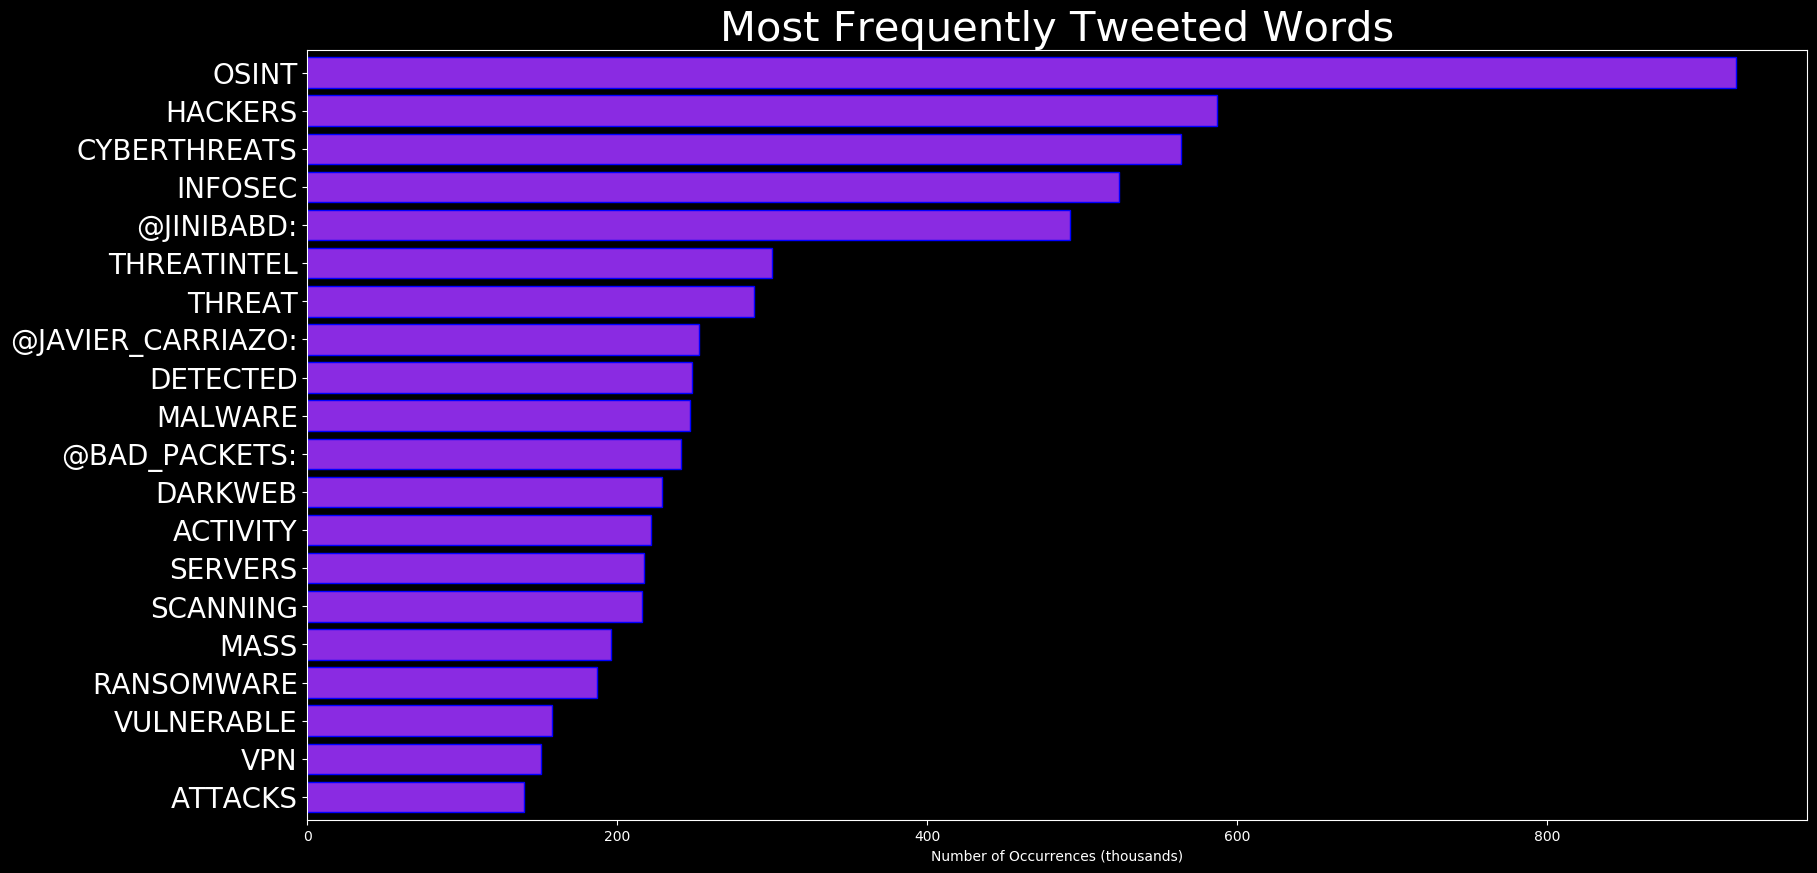 Most Frequently Tweeted Words
OSINT
HACKERS
CYBERTHREATS
INFOSEC
@JINIBABD:
THREATINTEL
THREAT
@JAVIER_CARRIAZO:
DETECTED
MALWARE
@BAD_PACKETS:
DARKWEB
ACTIVITY
SERVERS
SCANNING
MASS
RANSOMWARE
VULNERABLE
VPN
ATTACKS
0 200 400 600 800
Number of Occurrences (thousands)